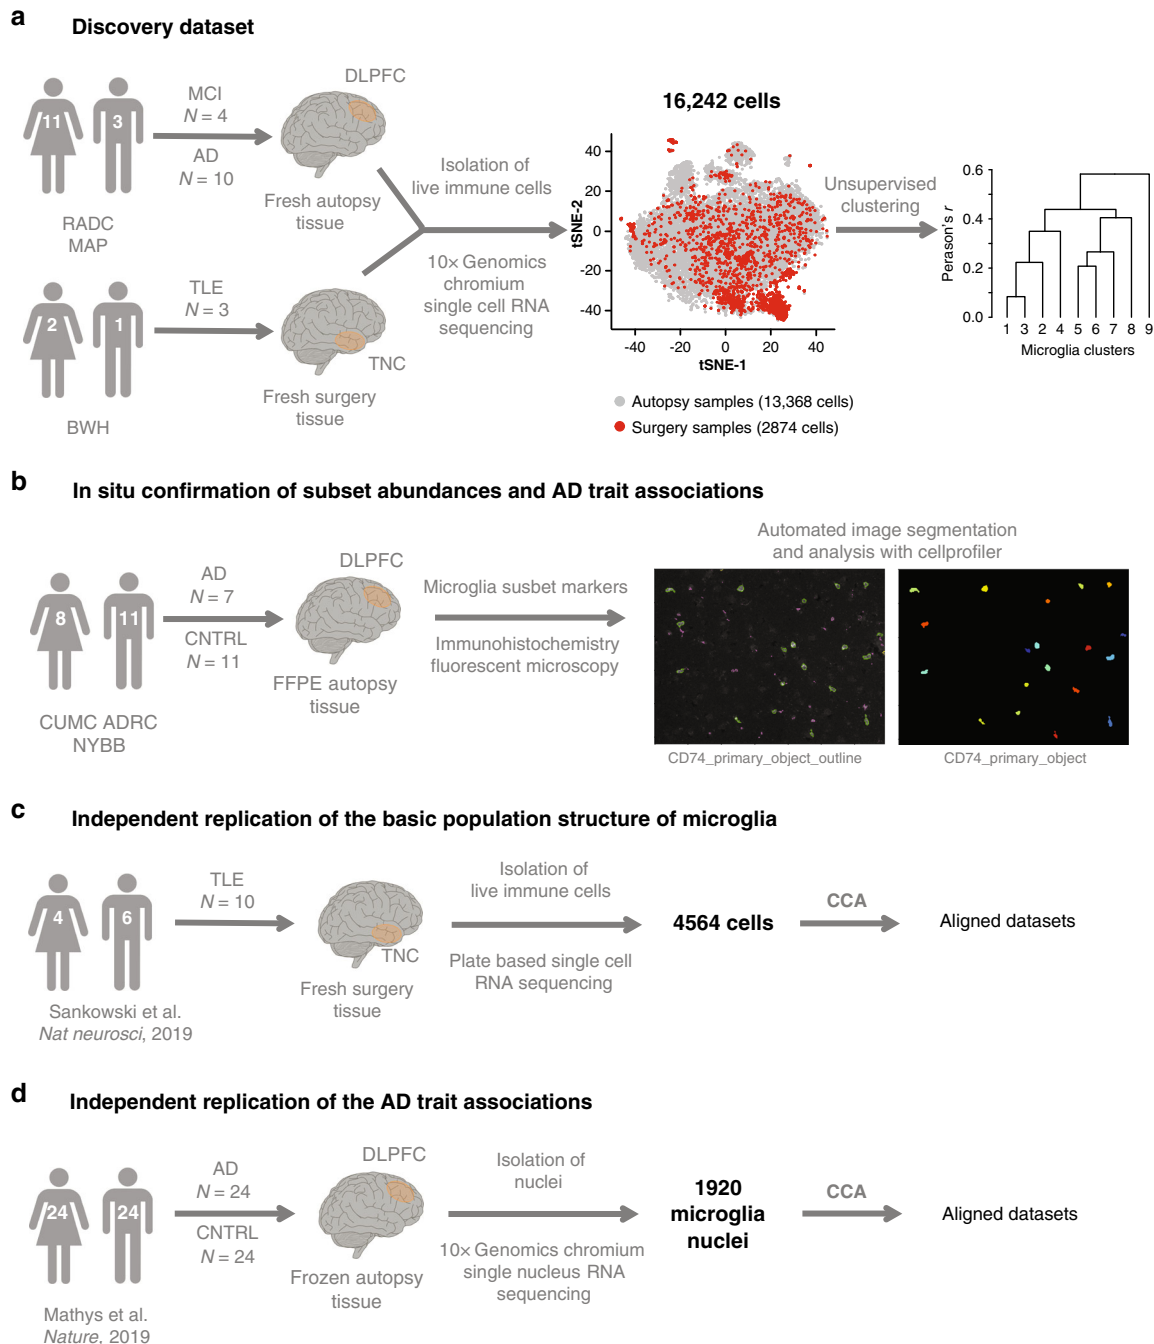 a
Discovery dataset
11
3
RADC
MAP
MCI
N = 4
AD
N = 10
DLPFC
Fresh autopsy
tissue
2
1
BWH
TLE
N = 3
TNC
Fresh surgery
tissue
Isolation of
live immune cells
10× Genomics
chromium
single cell RNA
sequencing
16,242 cells
tSNE-2
40
20
0
-20
-40
-40
-20
0
20
40
tSNE-1
Autopsy samples (13,368 cells)
Surgery samples (2874 cells)
Unsupervised
clustering
Perason's r
0.6
0.4
0.2
0.0
1 3 2 4 5 6 7 8 9
Microglia clusters
b
In situ confirmation of subset abundances and AD trait associations
8
11
CUMC ADRC
NYBB
AD
N = 7
CNTRL
N = 11
DLPFC
FFPE autopsy
tissue
Microglia susbet markers
Immunohistochemistry
fluorescent microscopy
Automated image segmentation
and analysis with cellprofiler
CD74_primary_object_outline
CD74_primary_object
c
Independent replication of the basic population structure of microglia
4
6
Sankowski et al.
Nat neurosci, 2019
TLE
N = 10
TNC
Fresh surgery
tissue
Isolation of
live immune cells
Plate based single cell
RNA sequencing
4564 cells
CCA
Aligned datasets
d
Independent replication of the AD trait associations
24
24
Mathys et al.
Nature, 2019
AD
N = 24
CNTRL
N = 24
DLPFC
Frozen autopsy
tissue
Isolation of
nuclei
10× Genomics chromium
single nucleus RNA
sequencing
1920
microglia
nuclei
CCA
Aligned datasets